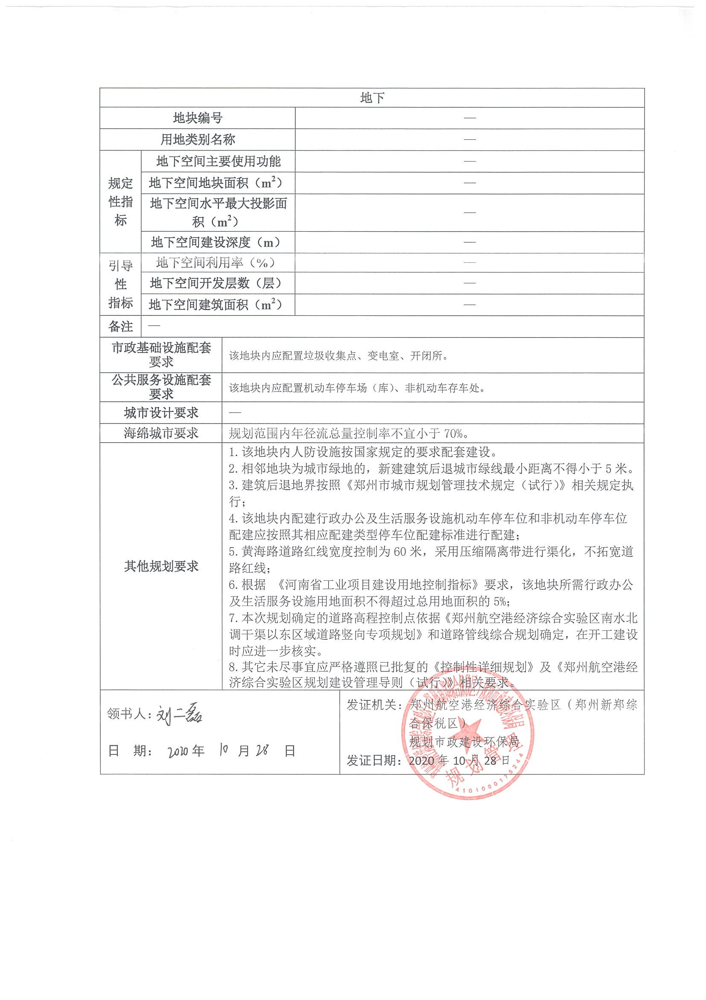 地下
地块编号 —
用地类别名称 —
规定
性指
标
地下空间主要使用功能 —
地下空间地块面积（m²） —
地下空间水平最大投影面
积（m²） —
地下空间建设深度（m） —
引导
性
指标
地下空间利用率（%） —
地下空间开发层数（层） —
地下空间建筑面积（m²） —
备注 —
市政基础设施配套
要求
该地块内应配置垃圾收集点、变电室、开闭所。
公共服务设施配套
要求
该地块内应配置机动车停车场（库）、非机动车存车处。
城市设计要求 —
海绵城市要求 规划范围内年径流总量控制率不宜小于 70%。
其他规划要求
1.该地块内人防设施按国家规定的要求配套建设。
2.相邻地块为城市绿地的，新建建筑后退城市绿线最小距离不得小于 5 米。
3.建筑后退地界按照《郑州市城市规划管理技术规定（试行）》相关规定执
行；
4.该地块内配建行政办公及生活服务设施机动车停车位和非机动车停车位
配建应按照其相应配建类型停车位配建标准进行配建；
5.黄海路道路红线宽度控制为 60 米，采用压缩隔离带进行渠化，不拓宽道
路红线；
6.根据 《河南省工业项目建设用地控制指标》要求，该地块所需行政办公
及生活服务设施用地面积不得超过总用地面积的 5%；
7.本次规划确定的道路高程控制点依据《郑州航空港经济综合实验区南水北
调干渠以东区域道路竖向专项规划》和道路管线综合规划确定，在开工建设
时应进一步核实。
8.其它未尽事宜应严格遵照已批复的《控制性详细规划》及《郑州航空港经
济综合实验区规划建设管理导则（试行）》相关要求。
领书人：刘二磊
日 期： 2020 年 10 月 28 日
发证机关：郑州航空港经济综合实验区（郑州新郑综
合保税区）
规划市政建设环保局
发证日期：2020 年 10 月 28 日
规划管理
4101000175244